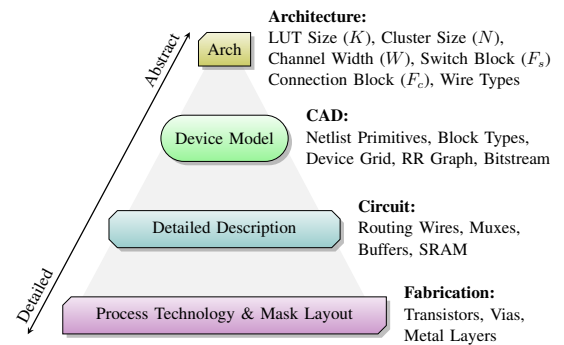 Architecture:
LUT Size (K), Cluster Size (N),
Channel Width (W), Switch Block (Fₛ)
Connection Block (F_c), Wire Types
Arch
Abstract
CAD:
Netlist Primitives, Block Types,
Device Grid, RR Graph, Bitstream
Device Model
Circuit:
Routing Wires, Muxes,
Buffers, SRAM
Detailed Description
Detailed
Fabrication:
Transistors, Vias,
Metal Layers
Process Technology & Mask Layout